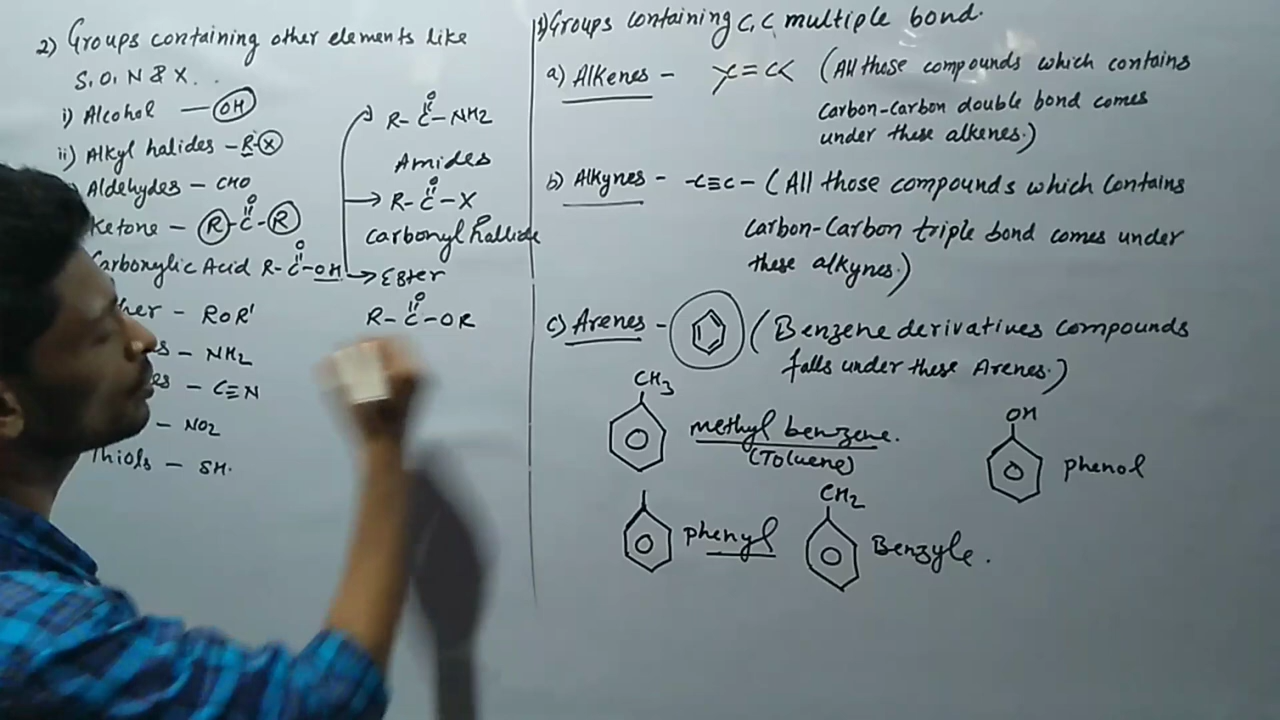 2) Groups containing other elements like
S, O, N & X . .
i) Alcohol — OH
ii) Alkyl halides - R-X
Aldehydes - CHO
Ketone - R-C-R
O
Carbonylic Acid R-C-OH
O
- ROR'
- NH2
- C≡N
- NO2
Thiols - SH.
O
R-C-NH2
Amides
O
R-C-X
carbonyl hallide
Ester
O
R-C-OR
1) Groups containing C, C, multiple bond.
a) Alkenes - C=C (All those compounds which contains
carbon-carbon double bond comes
under these alkenes.)
b) Alkynes - -C≡C- (All those compounds which contains
carbon-carbon triple bond comes under
these alkynes.)
c) Arenes - (Benzene derivatives compounds
falls under these Arenes.)
CH3
methyl benzene.
(Toluene)
OH
phenol
phenyl
CH2
Benzyle.